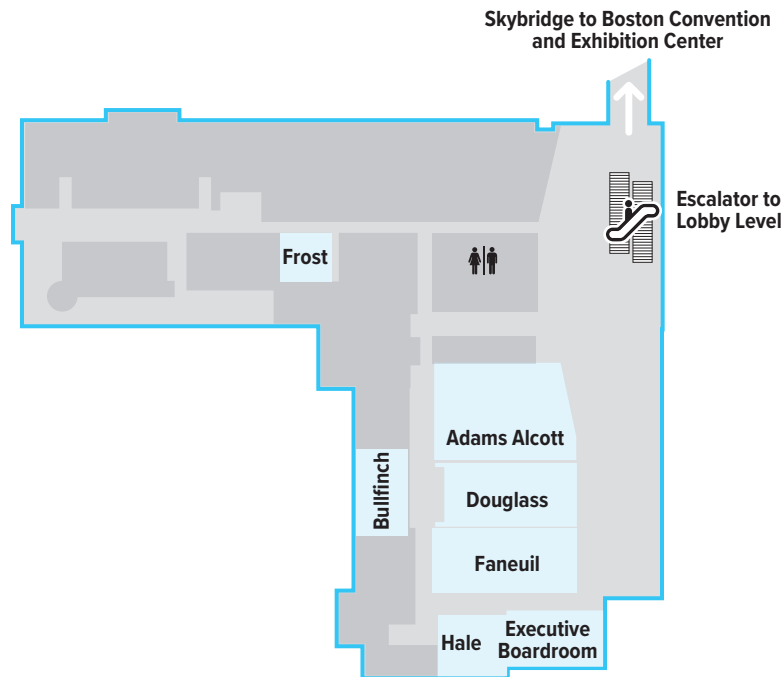 Skybridge to Boston Convention
and Exhibition Center
Escalator to
Lobby Level
Frost
Adams Alcott
Bullfinch
Douglass
Faneuil
Hale
Executive
Boardroom